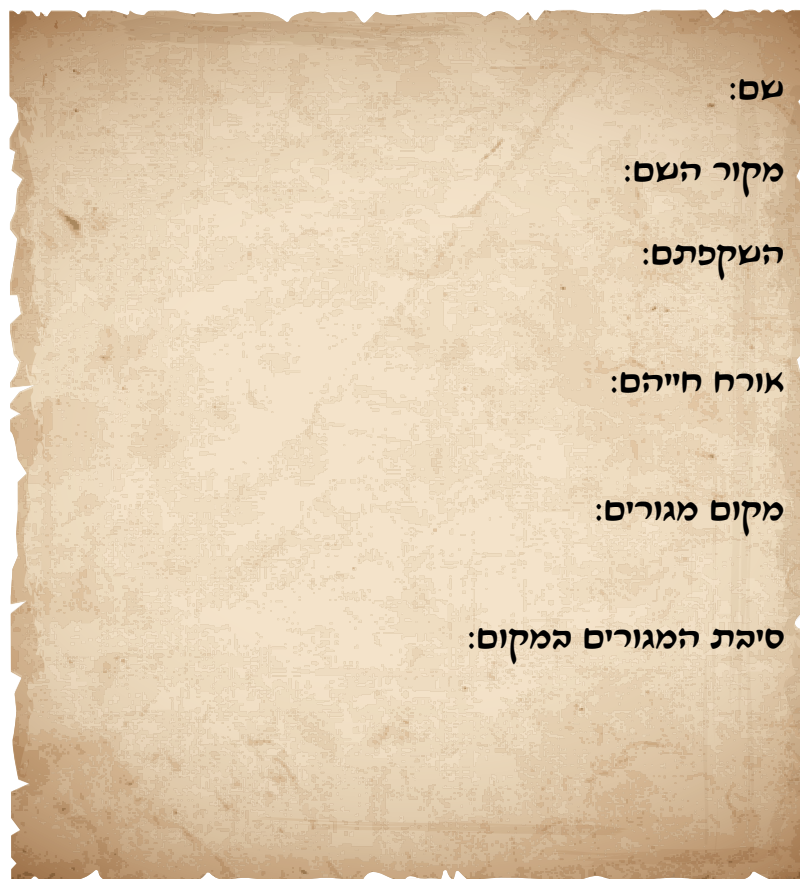 שם:
מקור השם:
השקפתם:
אורח חייהם:
מקום מגורים:
סיבת המגורים במקום: